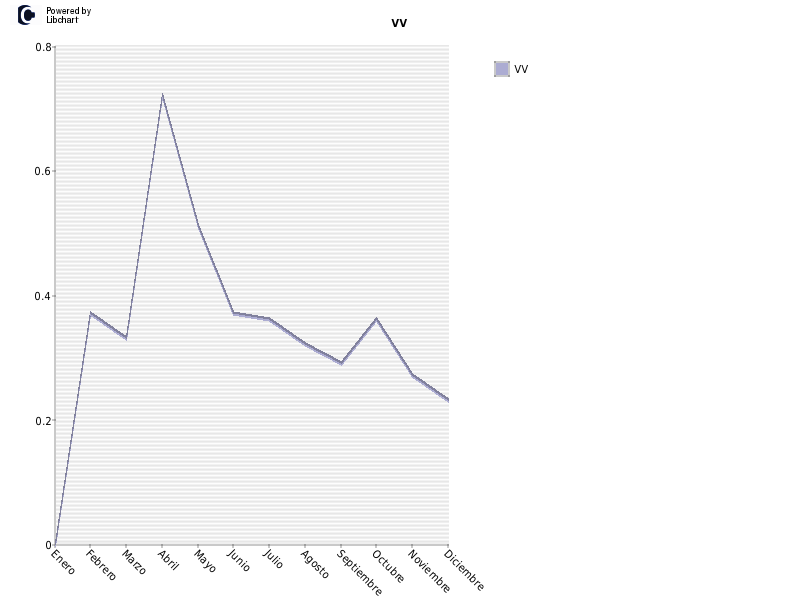 Powered by
Libchart
VV
0.8
0.6
0.4
0.2
0
Enero
Febrero
Marzo
Abril
Mayo
Junio
Julio
Agosto
Septiembre
Octubre
Noviembre
Diciembre
VV